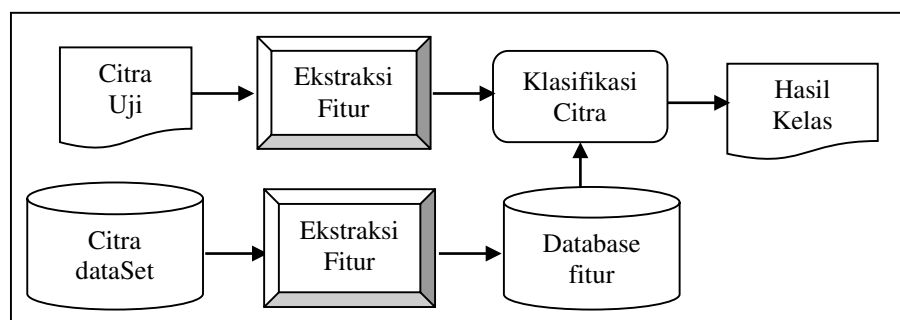 Citra
Uji
Ekstraksi
Fitur
Klasifikasi
Citra
Hasil
Kelas
Citra
dataSet
Ekstraksi
Fitur
Database
fitur